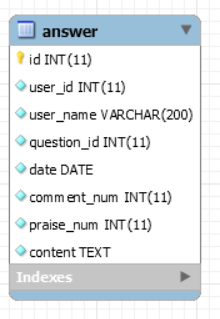 answer
id INT(11)
user_id INT(11)
user_name VARCHAR(200)
question_id INT(11)
date DATE
comment_num INT(11)
praise_num INT(11)
content TEXT
Indexes